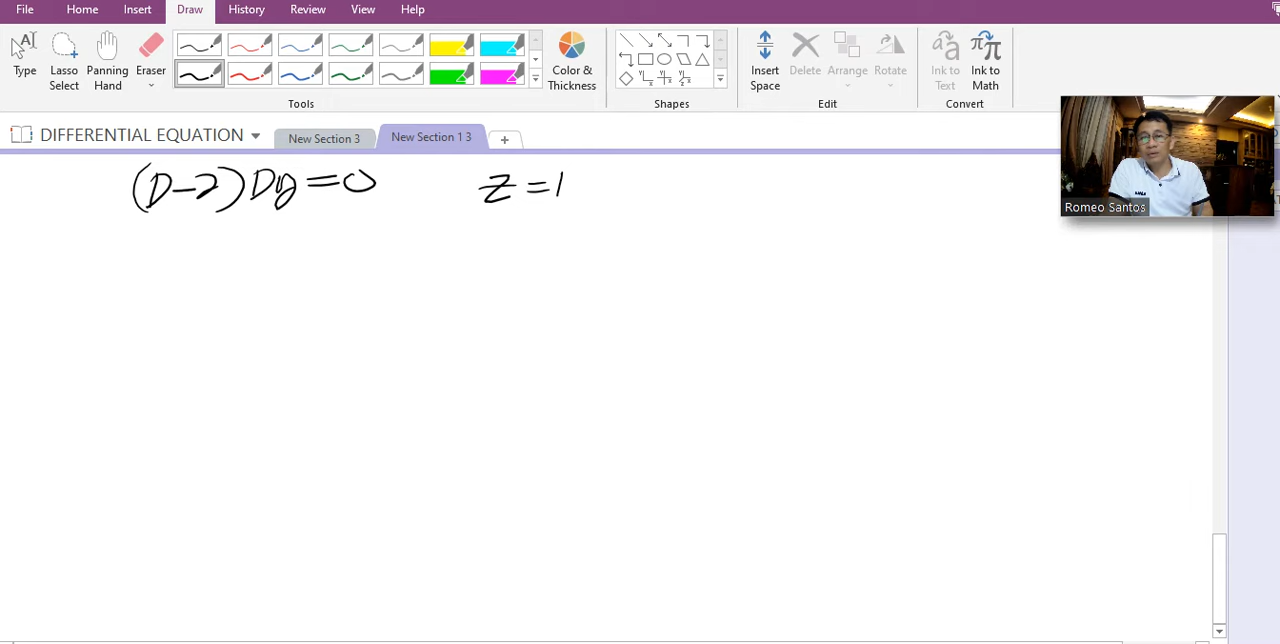 File Home Insert Draw History Review View Help
Type
Lasso Select
Panning Hand
Eraser
Color & Thickness
Insert Space
Delete
Arrange
Rotate
Ink to Text
Ink to Math
Tools
Shapes
Edit
Convert
DIFFERENTIAL EQUATION New Section 3 New Section 1 3
Romeo Santos
(D-2)Dy=0 z=1